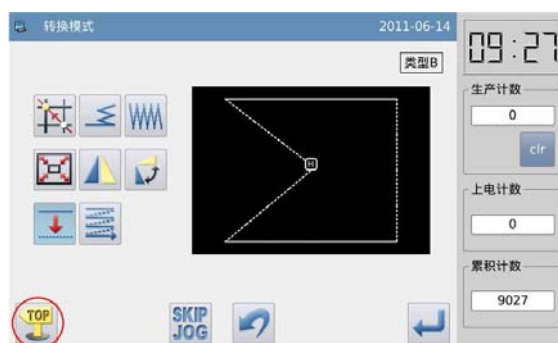 转换模式
2011-06-14
类型B
09:27
生产计数
0
clr
上电计数
0
累积计数
9027
TOP
SKIP
JOG
H